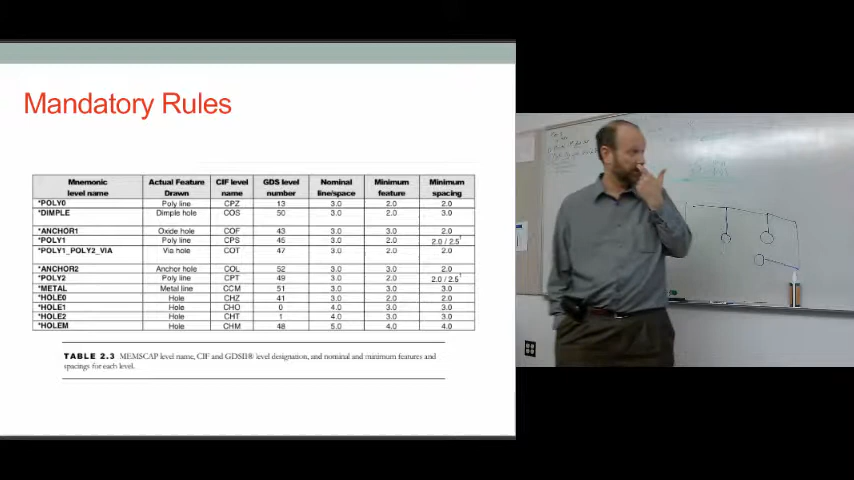 Mandatory Rules
Mnemonic level name Actual Feature Drawn CIF level name GDS level number Nominal line/space Minimum feature Minimum spacing
*POLY0 Poly line CPZ 13 3.0 2.0 2.0
*DIMPLE Dimple hole COS 50 3.0 2.0 3.0
*ANCHOR1 Oxide hole COF 43 3.0 3.0 2.0
*POLY1 Poly line CPS 45 3.0 2.0 2.0 / 2.5¹
*POLY1_POLY2_VIA Via hole COT 47 3.0 2.0 2.0
*ANCHOR2 Anchor hole COL 52 3.0 3.0 2.0
*POLY2 Poly line CPT 49 3.0 2.0 2.0 / 2.5¹
*METAL Metal line CCM 51 3.0 3.0 3.0
*HOLE0 Hole CHZ 41 3.0 2.0 2.0
*HOLE1 Hole CHO 0 4.0 3.0 3.0
*HOLE2 Hole CHT 1 4.0 3.0 3.0
*HOLEM Hole CHM 48 5.0 4.0 4.0
TABLE 2.3 MEMSCAP level name, CIF and GDSII® level designation, and nominal and minimum features and
spacings for each level.